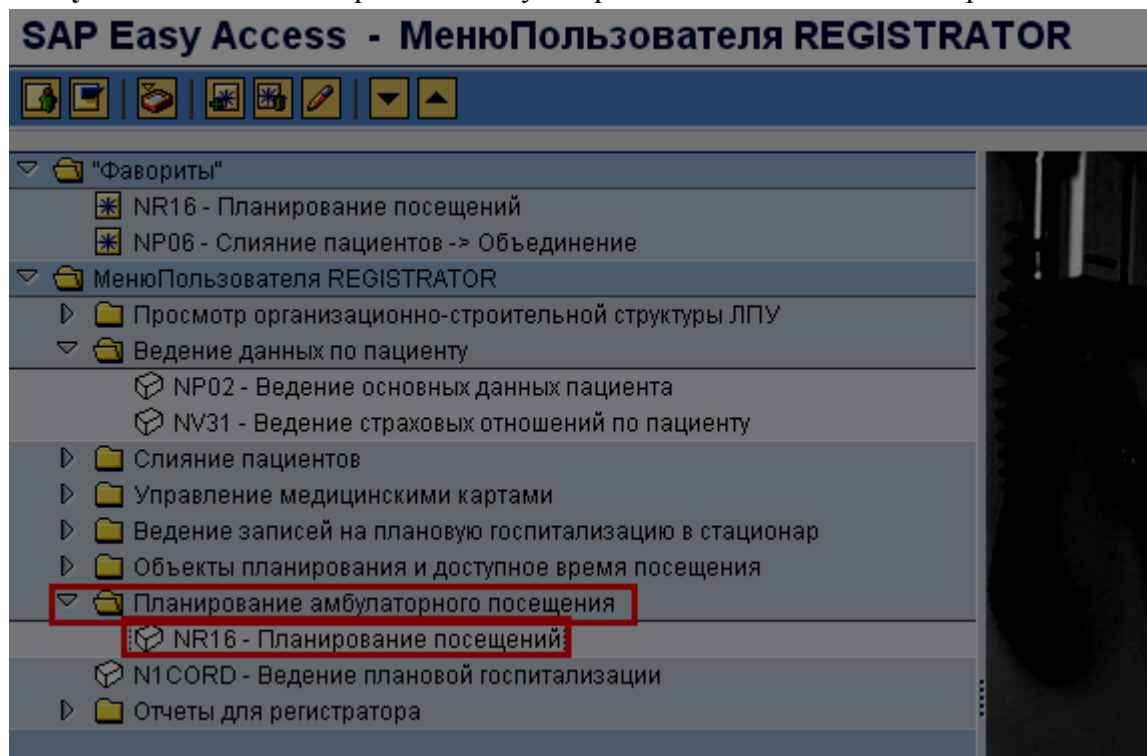 SAP Easy Access - МенюПользователя REGISTRATOR
"Фавориты"
NR16 - Планирование посещений
NP06 - Слияние пациентов -> Объединение
МенюПользователя REGISTRATOR
Просмотр организационно-строительной структуры ЛПУ
Ведение данных по пациенту
NP02 - Ведение основных данных пациента
NV31 - Ведение страховых отношений по пациенту
Слияние пациентов
Управление медицинскими картами
Ведение записей на плановую госпитализацию в стационар
Объекты планирования и доступное время посещения
Планирование амбулаторного посещения
NR16 - Планирование посещений
N1CORD - Ведение плановой госпитализации
Отчеты для регистратора